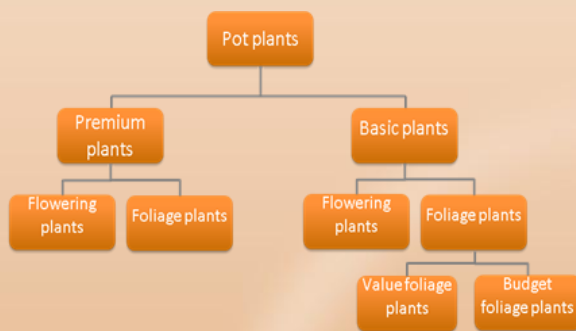 Pot plants
Premium
plants
Basic plants
Flowering
plants
Foliage plants
Flowering
plants
Foliage plants
Value foliage
plants
Budget
foliage plants